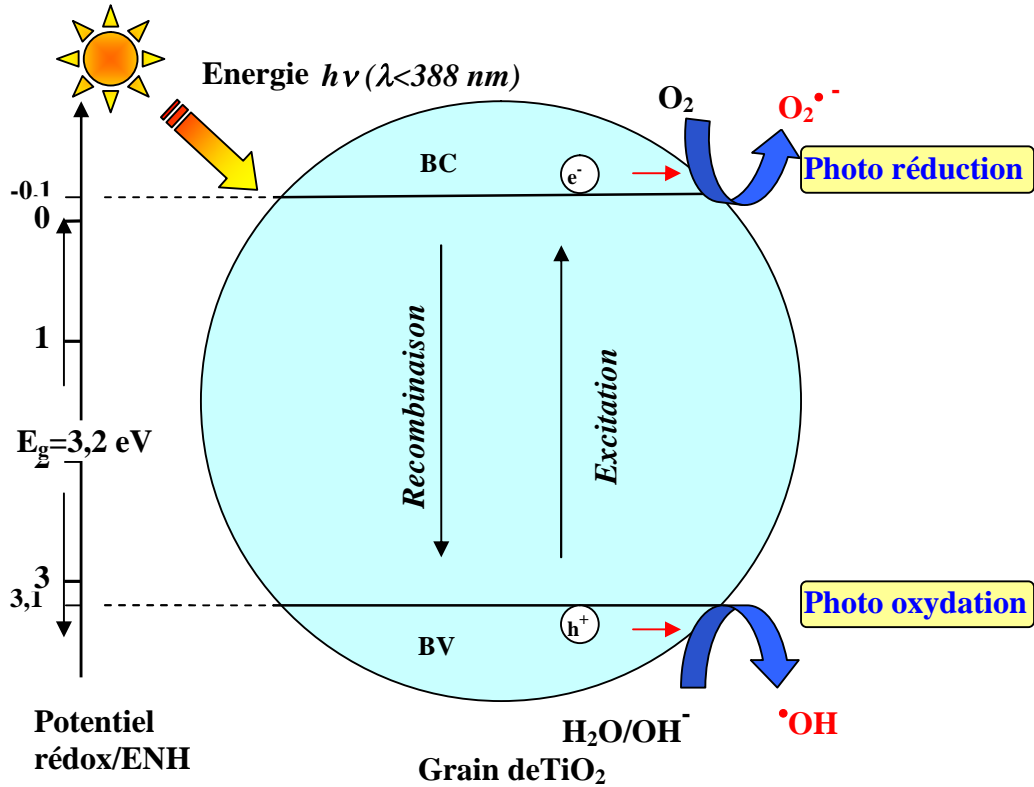 Energie hν (λ<388 nm)
O₂
O₂•⁻
BC
e⁻
Photo réduction
-0.1
0
1
Recombinaison
Excitation
E_g=3,2 eV
2
3
3,1
h⁺
BV
Photo oxydation
Potentiel
rédox/ENH
H₂O/OH⁻
•OH
Grain deTiO₂